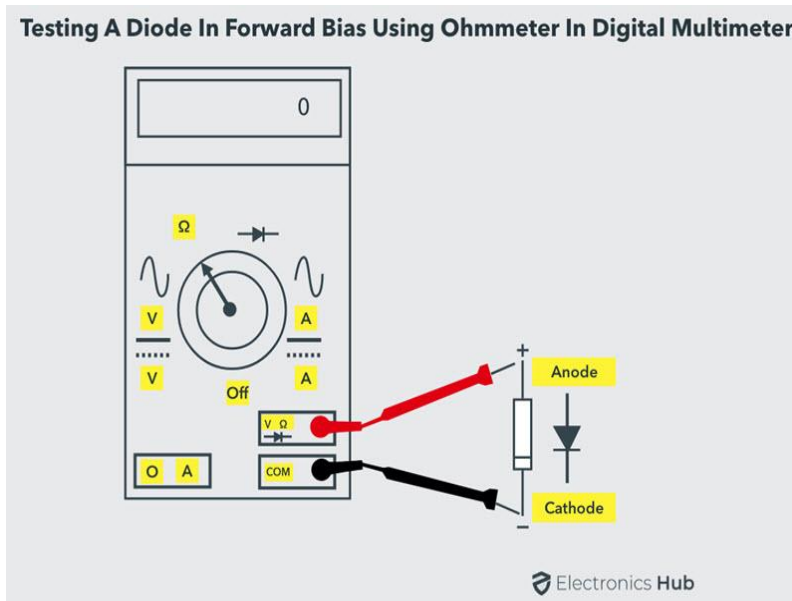 Testing A Diode In Forward Bias Using Ohmmeter In Digital Multimeter
0
Ω
V
A
V
A
Off
V Ω
O A
COM
+
Anode
Cathode
−
Electronics Hub